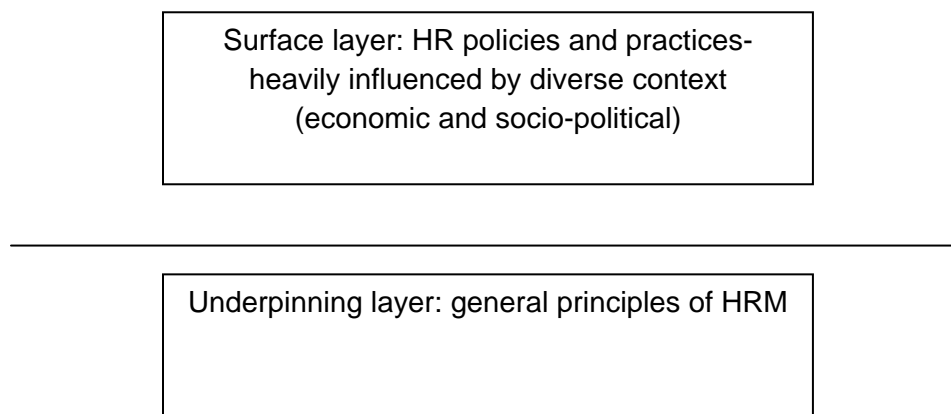 Surface layer: HR policies and practices-
heavily influenced by diverse context
(economic and socio-political)
Underpinning layer: general principles of HRM